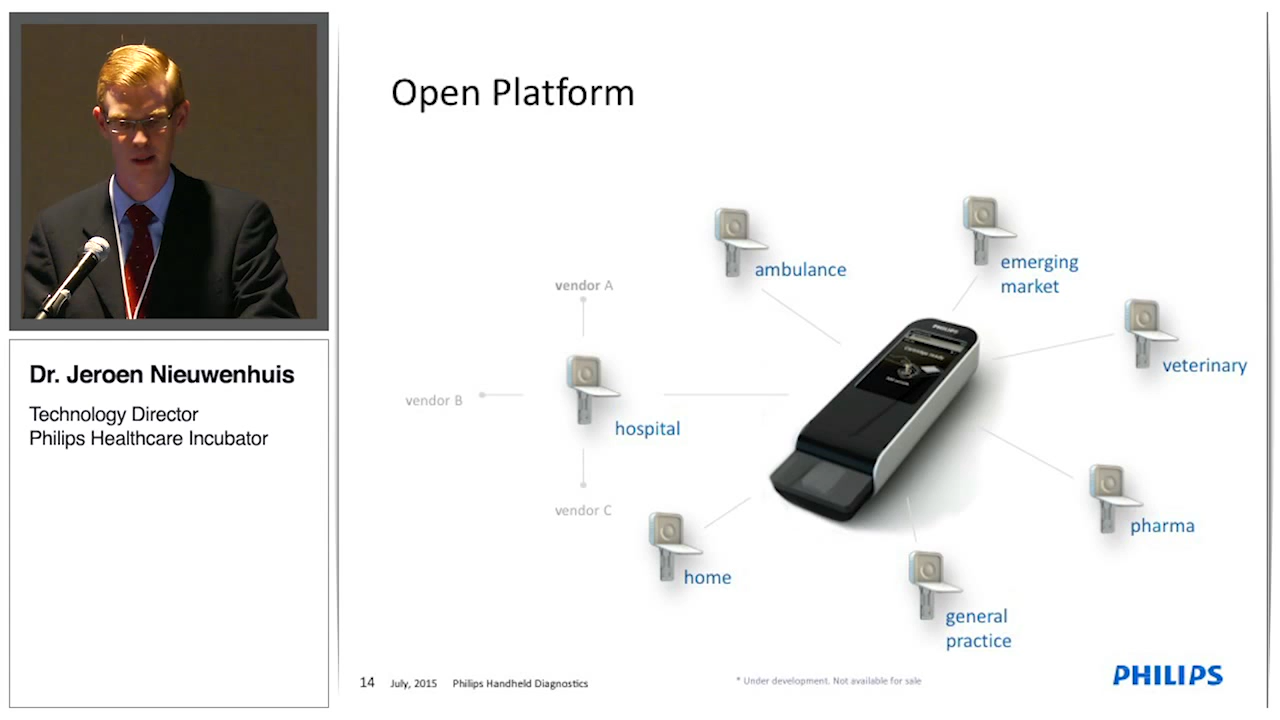 Open Platform
ambulance
emerging
market
vendor A
veterinary
vendor B
hospital
vendor C
pharma
home
general
practice
PHILIPS
Dr. Jeroen Nieuwenhuis
Technology Director
Philips Healthcare Incubator
14 July, 2015 Philips Handheld Diagnostics
* Under development. Not available for sale
PHILIPS